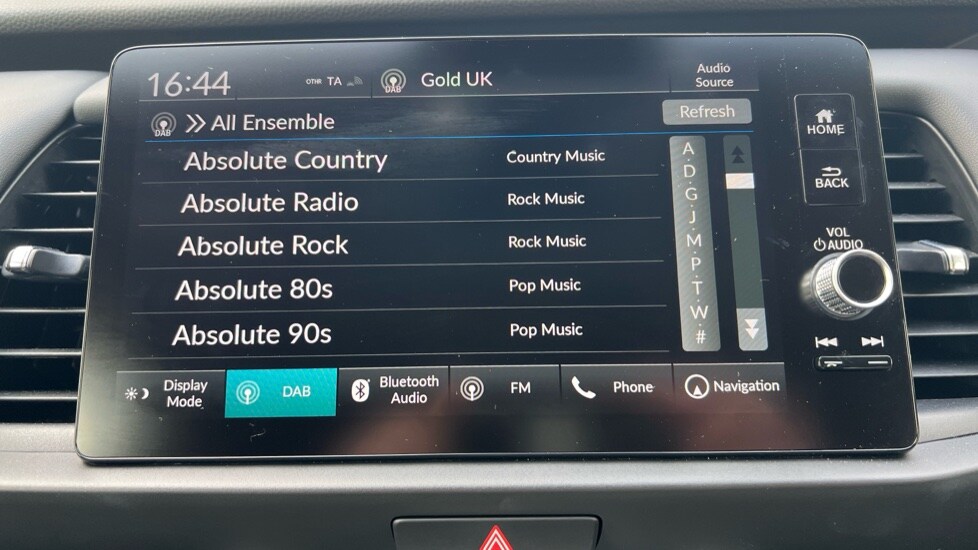 16:44 OTHR TA DAB Gold UK Audio Source
DAB All Ensemble Refresh
Absolute Country Country Music
Absolute Radio Rock Music
Absolute Rock Rock Music
Absolute 80s Pop Music
Absolute 90s Pop Music
A
D
G
J
M
P
T
W
#
Display Mode DAB Bluetooth Audio FM Phone Navigation
HOME
BACK
VOL
AUDIO